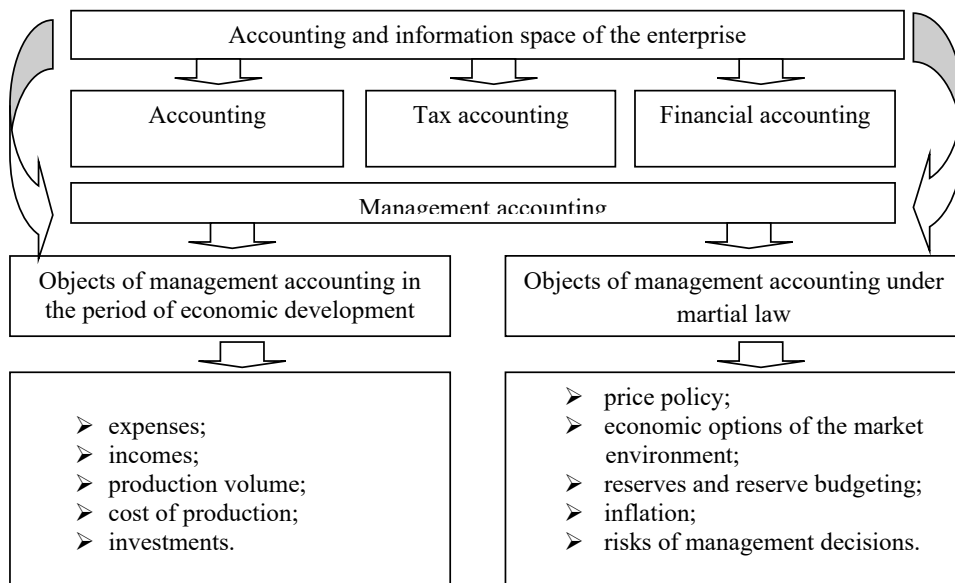 Accounting and information space of the enterprise
Accounting
Tax accounting
Financial accounting
Management accounting
Objects of management accounting in
the period of economic development
Objects of management accounting under
martial law
➢ expenses;
➢ incomes;
➢ production volume;
➢ cost of production;
➢ investments.
➢ price policy;
➢ economic options of the market
environment;
➢ reserves and reserve budgeting;
➢ inflation;
➢ risks of management decisions.